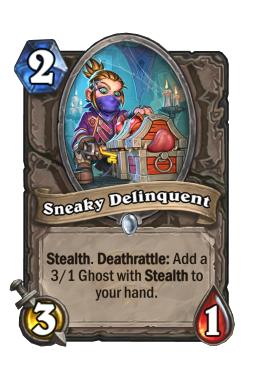 2
Sneaky Delinquent
Stealth. Deathrattle: Add a
3/1 Ghost with Stealth to
your hand.
3
1